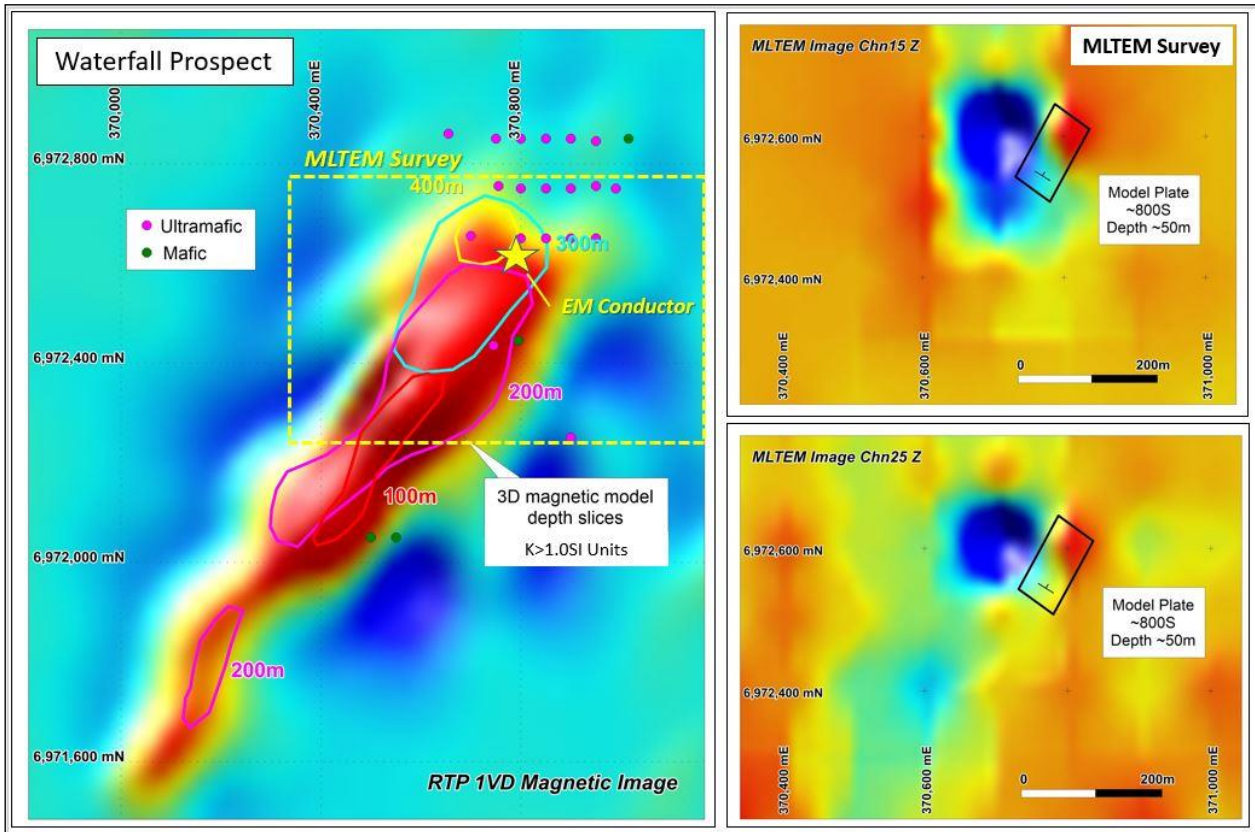 Waterfall Prospect
370,000 mE
370,400 mE
370,800 mE
6,972,800 mN
MLTEM Survey
400m
Ultramafic
Mafic
300m
EM Conductor
6,972,400 mN
200m
100m
3D magnetic model
depth slices
K>1.0SI Units
6,972,000 mN
200m
6,971,600 mN
RTP 1VD Magnetic Image
MLTEM Image Chn15 Z
MLTEM Survey
6,972,600 mN
Model Plate
~800S
Depth ~50m
6,972,400 mN
370,400 mE
370,600 mE
0
200m
371,000 mE
MLTEM Image Chn25 Z
6,972,600 mN
Model Plate
~800S
Depth ~50m
6,972,400 mN
370,400 mE
370,600 mE
0
200m
371,000 mE